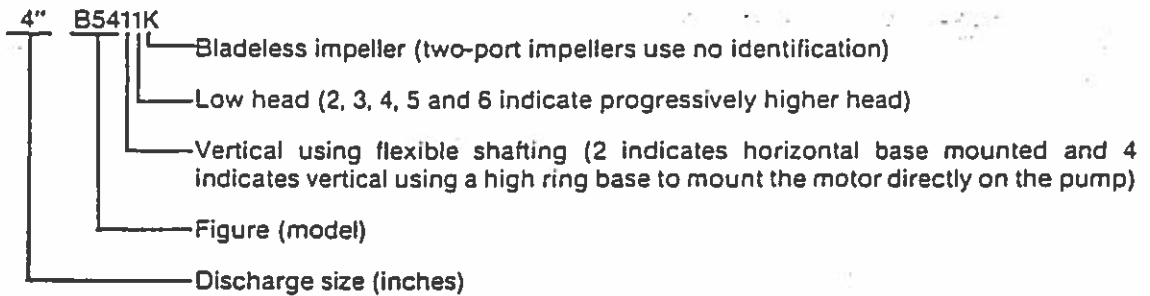 4" B5411K
Bladeless impeller (two-port impellers use no identification)
Low head (2, 3, 4, 5 and 6 indicate progressively higher head)
Vertical using flexible shafting (2 indicates horizontal base mounted and 4
indicates vertical using a high ring base to mount the motor directly on the pump)
Figure (model)
Discharge size (inches)